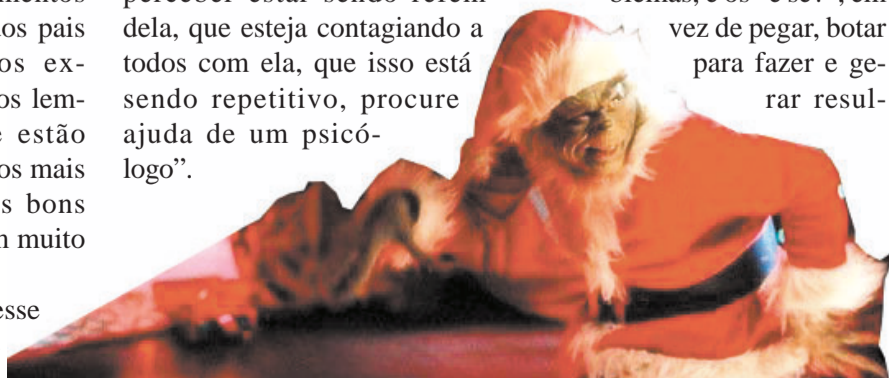 mentos
os pais
os ex-
os lem-
e estão
os mais
s bons
m muito
esse
dela, que esteja contagiando a
todos com ela, que isso está
sendo repetitivo, procure
ajuda de um psicó-
logo”.
vez de pegar, botar
para fazer e ge-
rar resul-